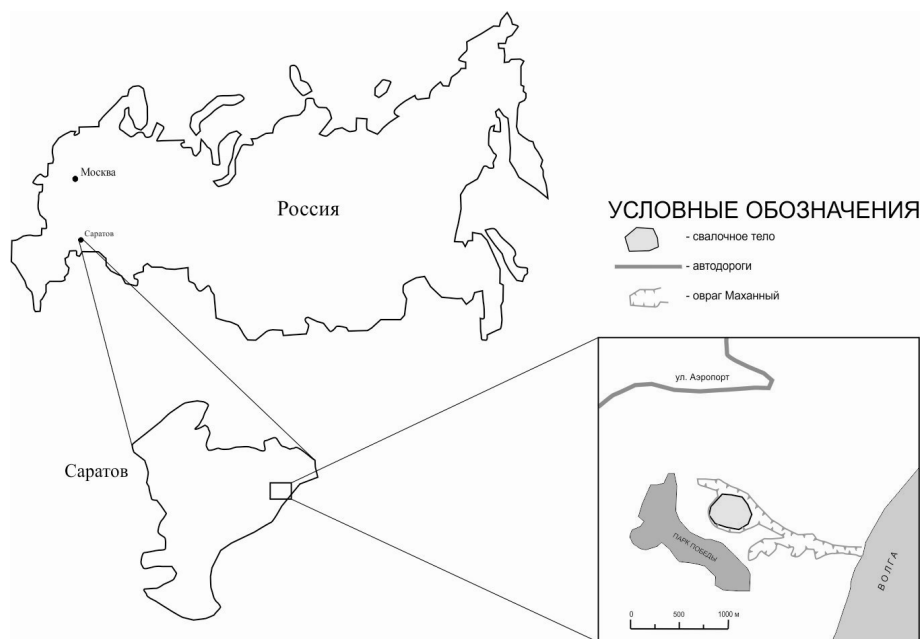 Москва
Саратов
Россия
УСЛОВНЫЕ ОБОЗНАЧЕНИЯ
- свалочное тело
- автодороги
- овраг Маханный
Саратов
ул. Аэропорт
ПАРК ПОБЕДЫ
ВОЛГА
0 500 1000 м